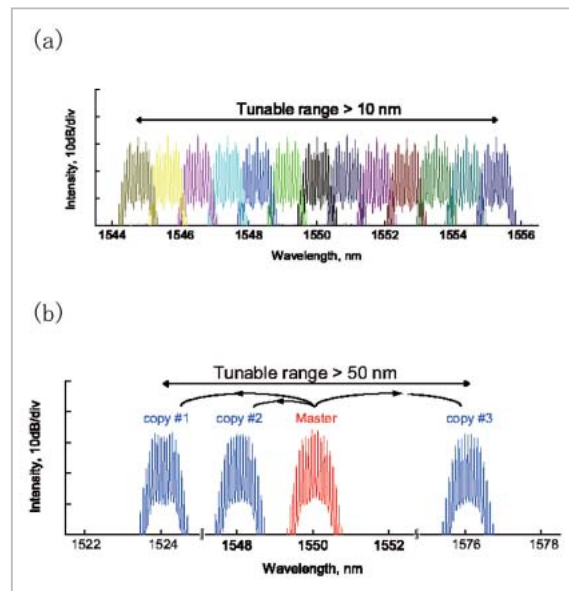 (a)
Tunable range > 10 nm
Intensity, 10dB/div
1544 1546 1548 1550 1552 1554 1556
Wavelength, nm
(b)
Tunable range > 50 nm
copy #1 copy #2 Master copy #3
Intensity, 10dB/div
1522 1524 1548 1550 1552 1576 1578
Wavelength, nm